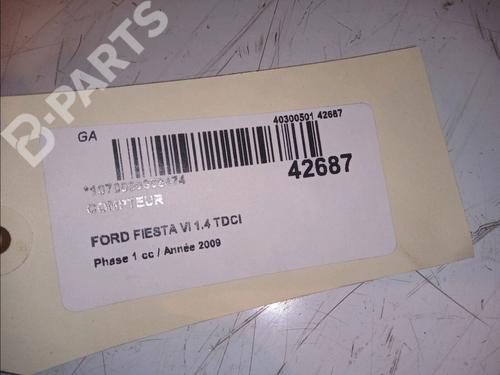 B-PARTS
GA
40300501 42687
42687
COMPTEUR
FORD FIESTA VI 1.4 TDCI
Phase 1 cc / Année 2009